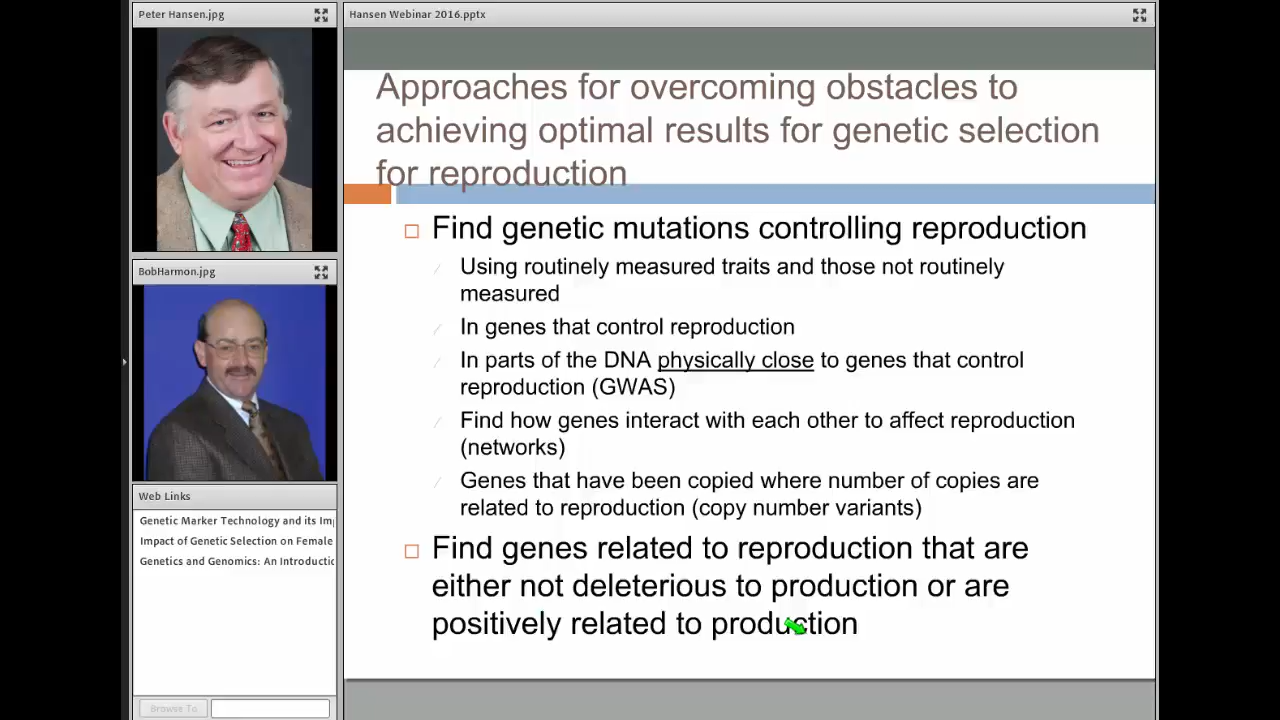 Peter Hansen.jpg
BobHarmon.jpg
Web Links
Genetic Marker Technology and its Im
Impact of Genetic Selection on Female
Genetics and Genomics: An Introductio
Browse To
Hansen Webinar 2016.pptx
Approaches for overcoming obstacles to
achieving optimal results for genetic selection
for reproduction
Find genetic mutations controlling reproduction
Using routinely measured traits and those not routinely
measured
In genes that control reproduction
In parts of the DNA physically close to genes that control
reproduction (GWAS)
Find how genes interact with each other to affect reproduction
(networks)
Genes that have been copied where number of copies are
related to reproduction (copy number variants)
Find genes related to reproduction that are
either not deleterious to production or are
positively related to production